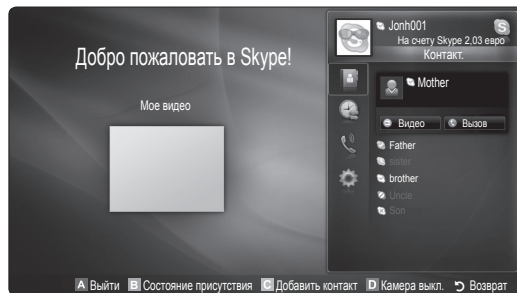 Добро пожаловать в Skype!
Мое видео
Jonh001
На счету Skype 2,03 евро
Контакт.
Mother
Видео
Вызов
Father
sister
brother
Uncle
Son
A Выйти B Состояние присутствия C Добавить контакт D Камера выкл. Возврат